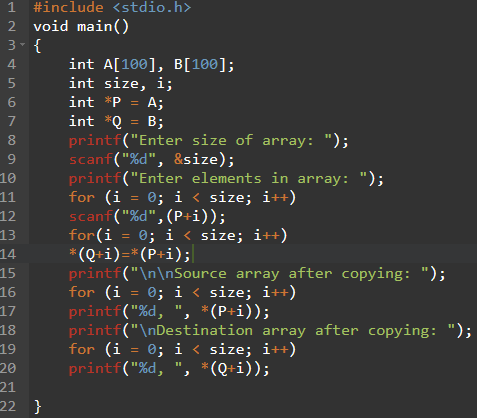 1 #include <stdio.h>
2 void main()
3 {
4 int A[100], B[100];
5 int size, i;
6 int *P = A;
7 int *Q = B;
8 printf("Enter size of array: ");
9 scanf("%d", &size);
10 printf("Enter elements in array: ");
11 for (i = 0; i < size; i++)
12 scanf("%d",(P+i));
13 for(i = 0; i < size; i++)
14 *(Q+i)=*(P+i);
15 printf("\n\nSource array after copying: ");
16 for (i = 0; i < size; i++)
17 printf("%d, ", *(P+i));
18 printf("\nDestination array after copying: ");
19 for (i = 0; i < size; i++)
20 printf("%d, ", *(Q+i));
21
22 }